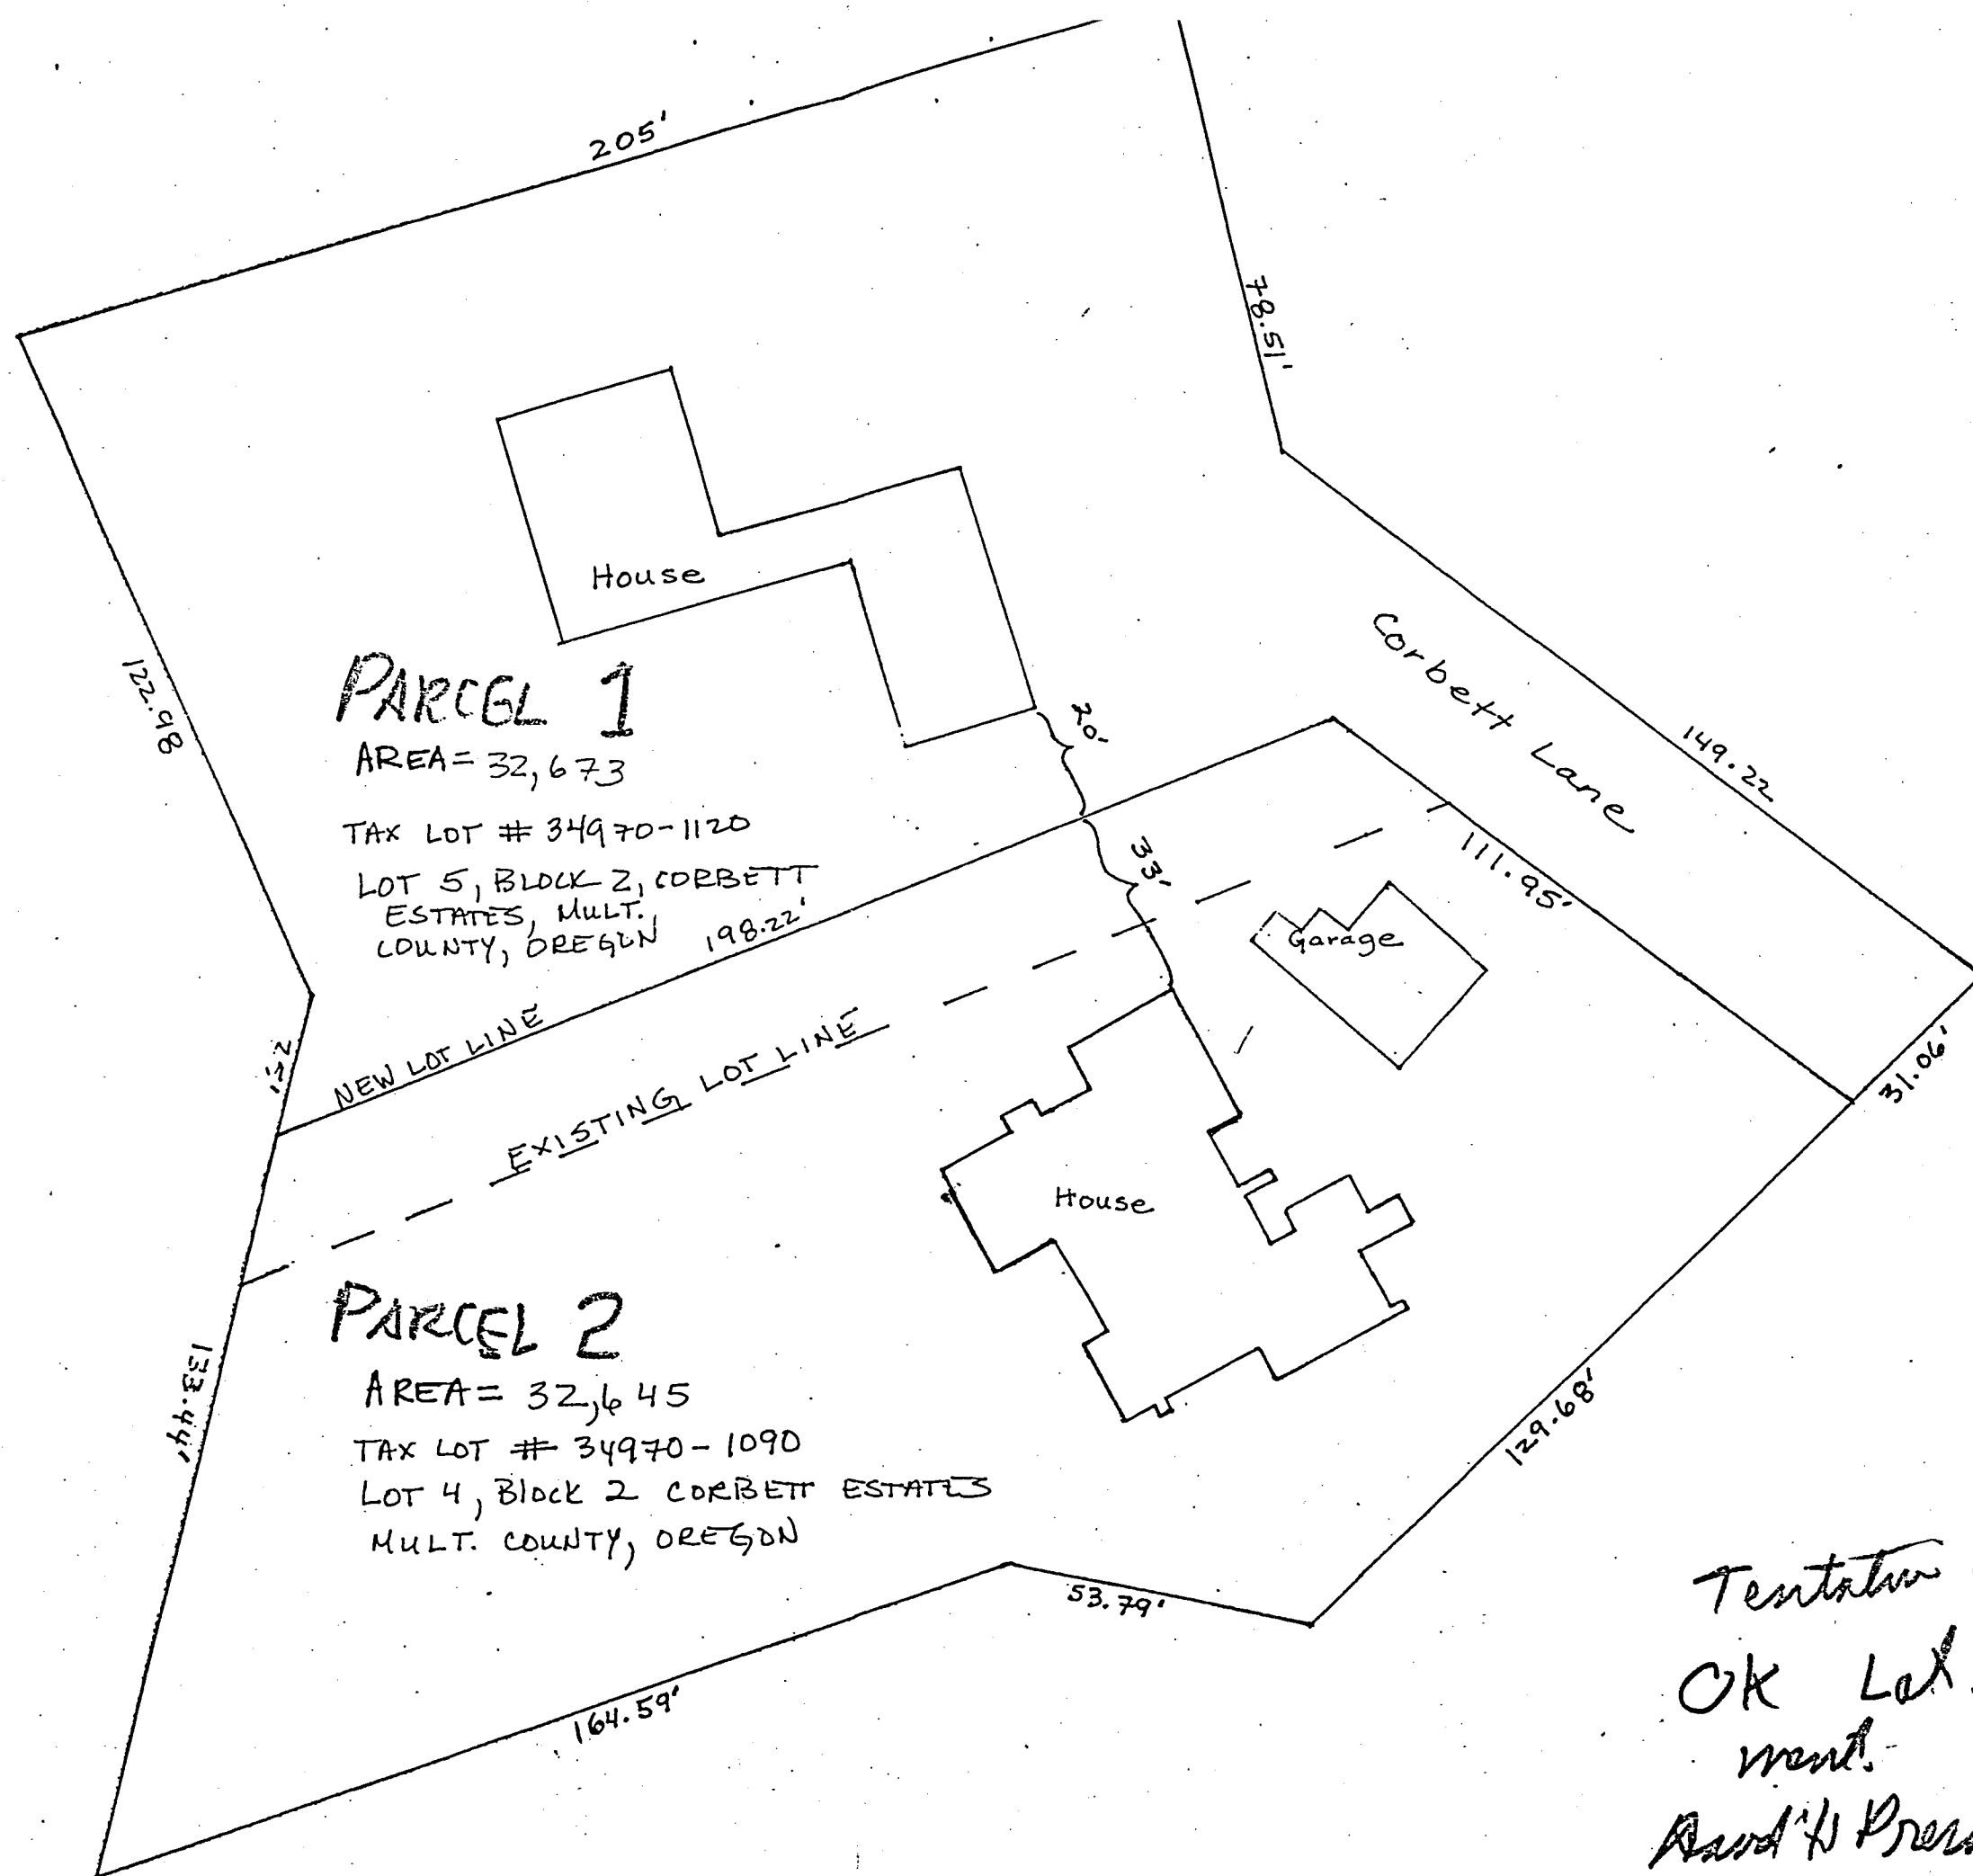 205'
78.51'
House
122.98
PARCEL 1
AREA = 32,673
TAX LOT # 34970-1120
LOT 5, BLOCK 2, CORBETT
ESTATES, MULT.
COUNTY, OREGON
20'
Corbett Lane
149.22
198.22'
33'
111.95'
Garage
NEW LOT LINE
31.06'
EXISTING LOT LINE
House
PARCEL 2
AREA = 32,645
TAX LOT # 34970-1090
LOT 4, Block 2 CORBETT ESTATES
MULT. COUNTY, OREGON
133.44'
129.68'
53.79'
164.59'
OK Lot